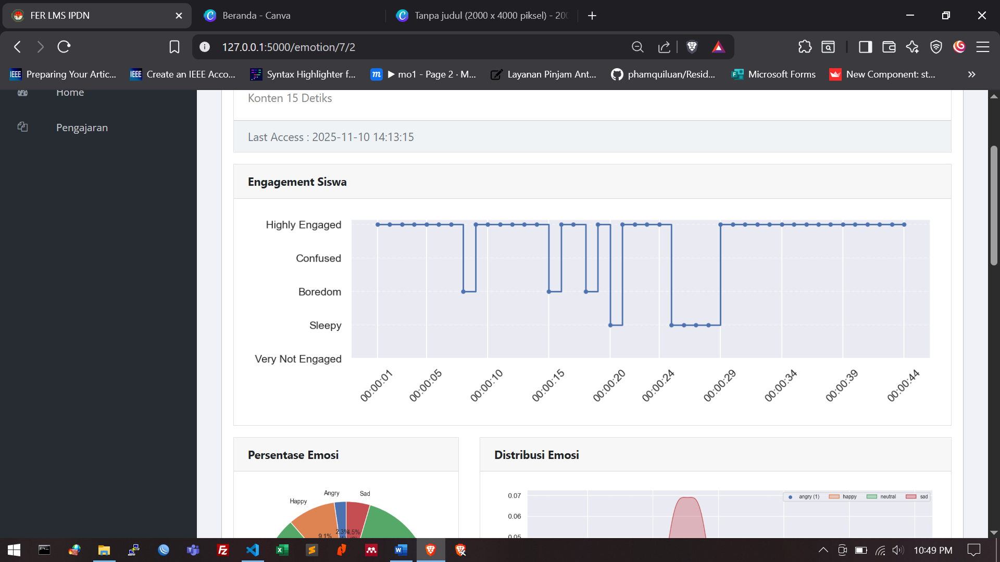 FER LMS IPDN
Beranda - Canva
Tanpa judul (2000 x 4000 piksel) - 200
127.0.0.1:5000/emotion/7/2
Preparing Your Artic...
Create an IEEE Acco...
Syntax Highlighter f...
▶ mo1 - Page 2 · M...
Layanan Pinjam Ant...
phamquiluan/Resid...
Microsoft Forms
New Component: st...
Home
Pengajaran
Konten 15 Detiks
Last Access : 2025-11-10 14:13:15
Engagement Siswa
Highly Engaged
Confused
Boredom
Sleepy
Very Not Engaged
00:00:01
00:00:05
00:00:10
00:00:15
00:00:20
00:00:24
00:00:29
00:00:34
00:00:39
00:00:44
Persentase Emosi
Angry
Sad
Happy
9.1%
2.3%
4.5%
Distribusi Emosi
0.07
0.06
0.05
angry (1)
happy
neutral
sad
10:49 PM